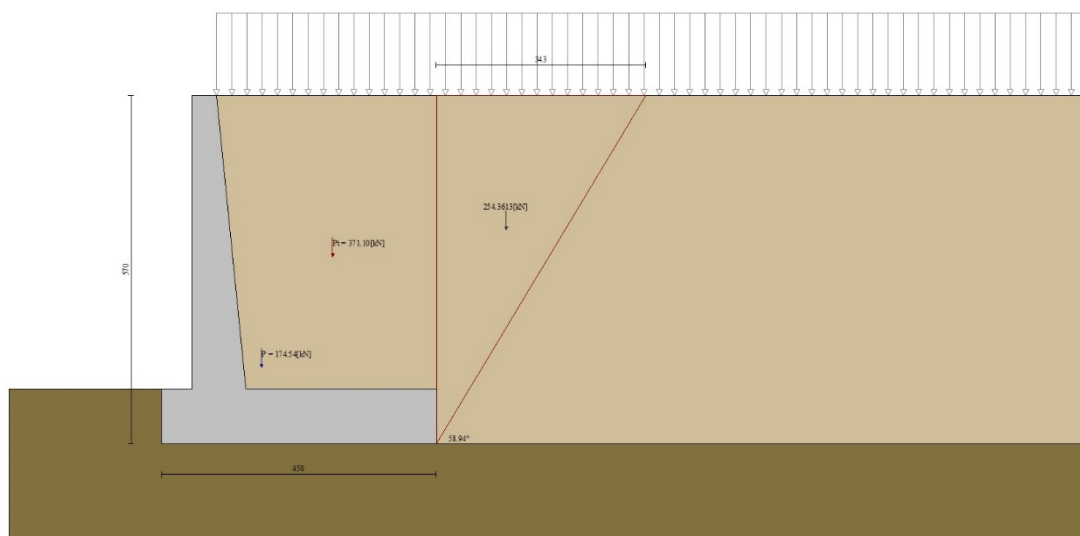 343
254.3613[kN]
Pt = 371.10[kN]
570
P = 174.54[kN]
58.94°
450